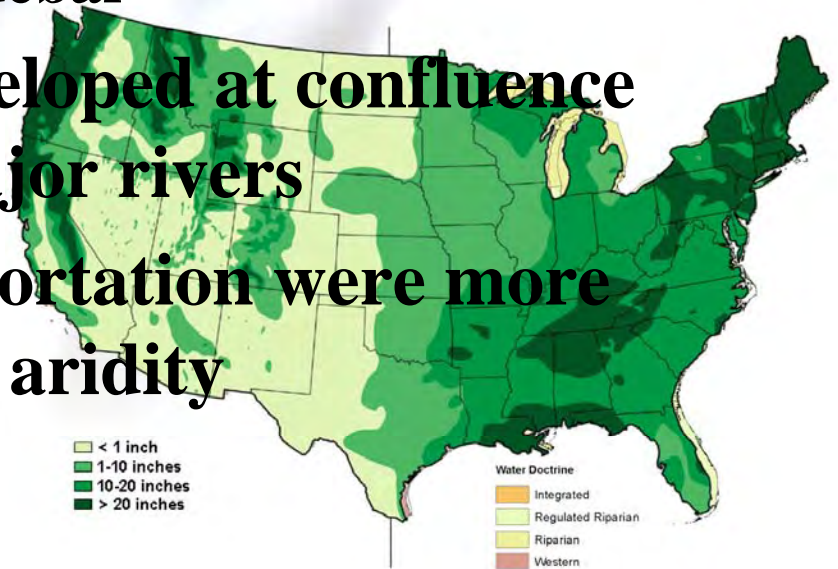 eloped at confluence
jor rivers
ortation were more
aridity
< 1 inch
1-10 inches
10-20 inches
> 20 inches
Water Doctrine
Integrated
Regulated Riparian
Riparian
Western